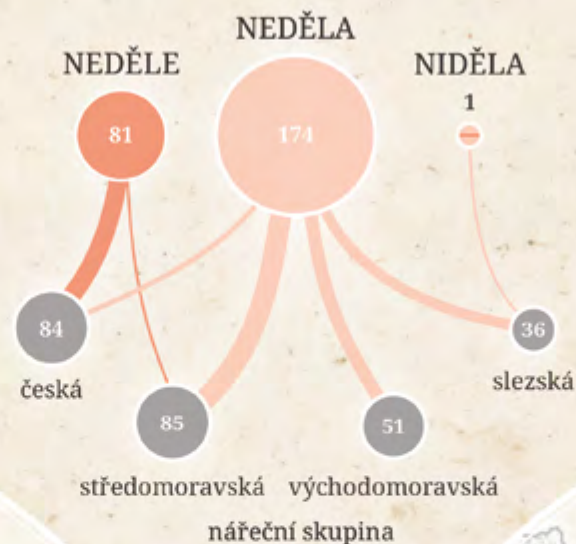 NEDĚLA
NEDĚLE
NIDĚLA
1
81
174
84
36
česká
slezská
85
51
středomoravská východomoravská
nářeční skupina